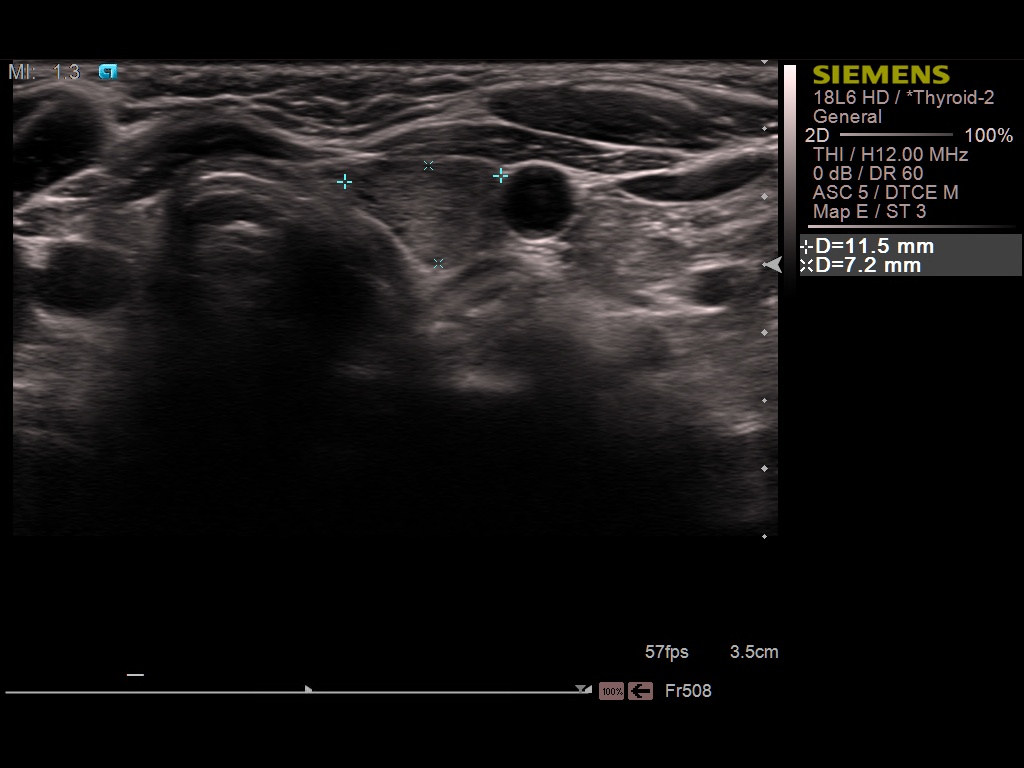 MI: 1.3
SIEMENS
18L6 HD / *Thyroid-2
General
2D 100%
THI / H12.00 MHz
0 dB / DR 60
ASC 5 / DTCE M
Map E / ST 3
D=11.5 mm
D=7.2 mm
57fps 3.5cm
100% Fr508